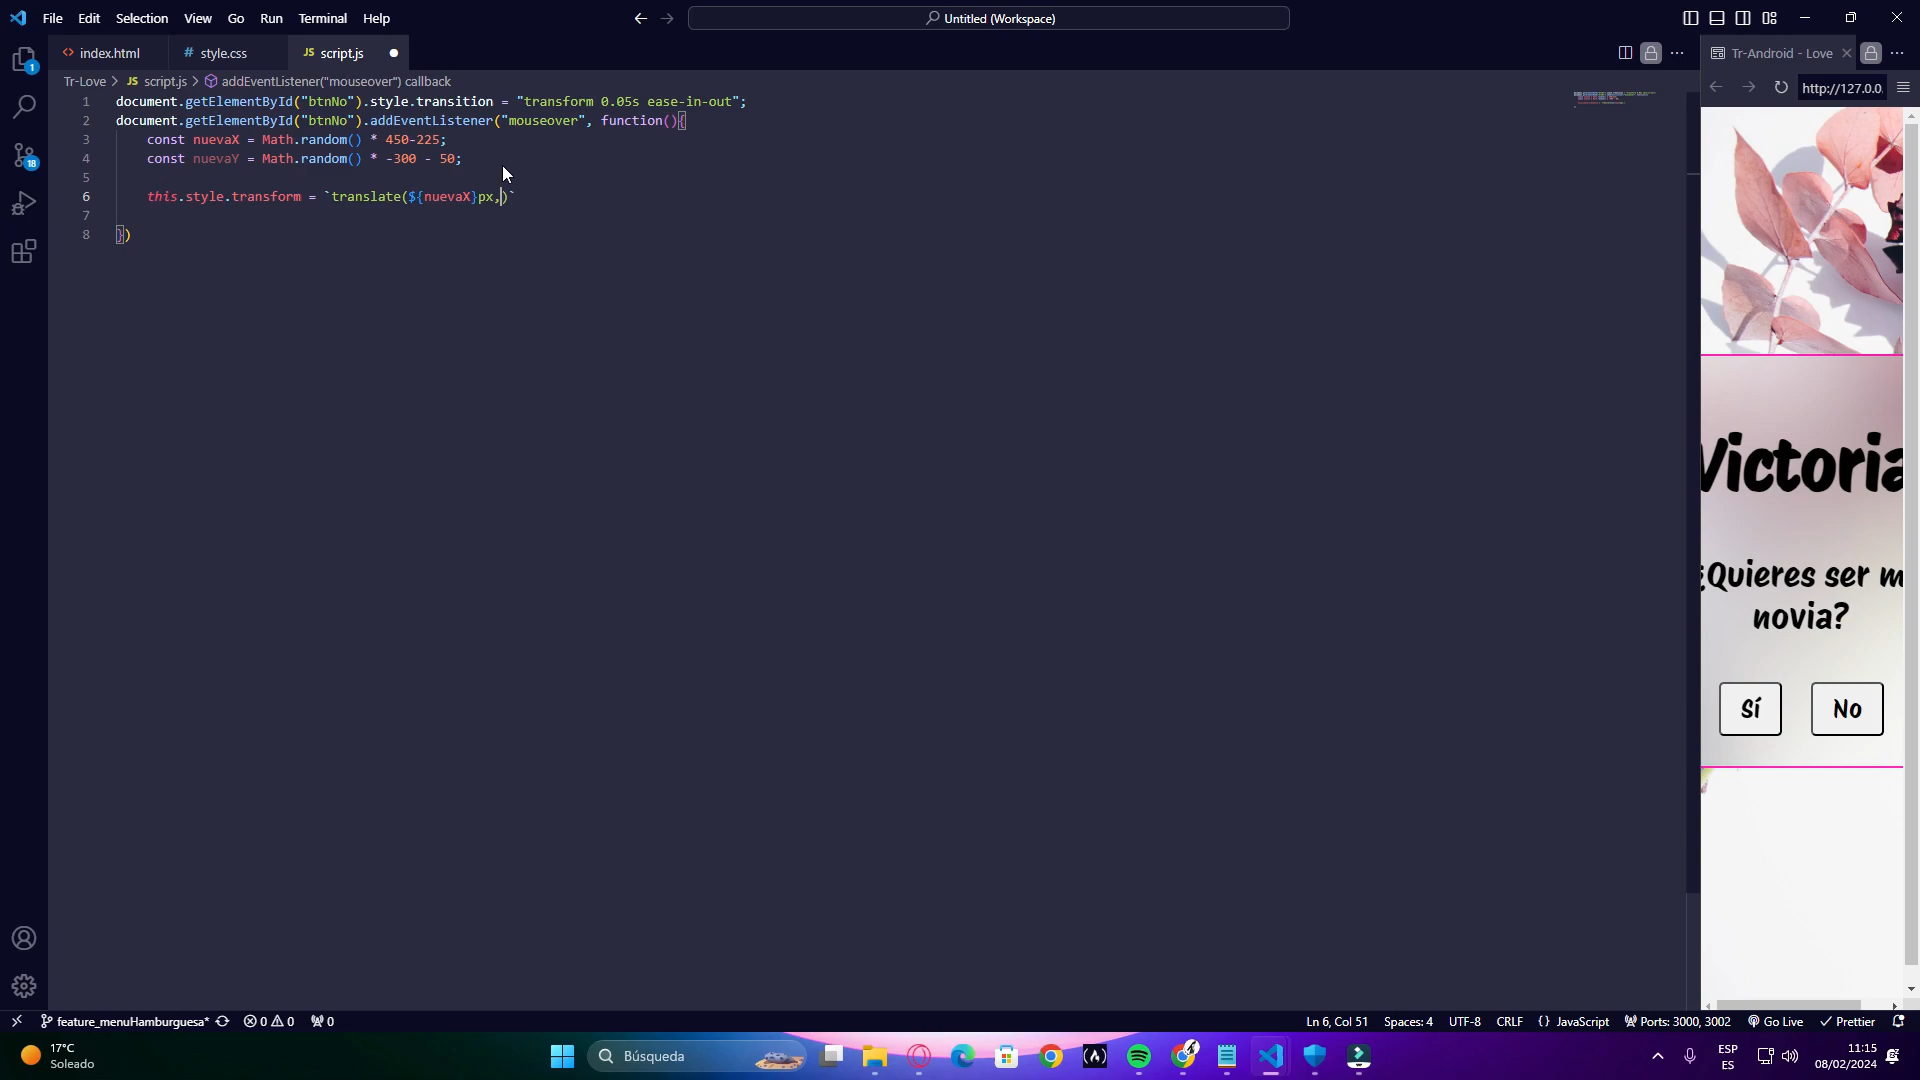 File Edit Selection View Go Run Terminal Help
Untitled (Workspace)
index.html
# style.css
JS script.js
Tr-Android - Love
Tr-Love > JS script.js > addEventListener("mouseover") callback
http://127.0.0.
1 document.getElementById("btnNo").style.transition = "transform 0.05s ease-in-out";
2 document.getElementById("btnNo").addEventListener("mouseover", function(){
3 const nuevaX = Math.random() * 450-225;
4 const nuevaY = Math.random() * -300 - 50;
5
6 this.style.transform = `translate(${nuevaX}px,)`
7
8 })
Victoria
¿Quieres ser m
novia?
Sí
No
1
18
feature_menuHamburguesa* 0 0 0
Ln 6, Col 51 Spaces: 4 UTF-8 CRLF {} JavaScript Ports: 3000, 3002 Go Live Prettier
17°C
Soleado
Búsqueda
ESP
ES
11:15
08/02/2024